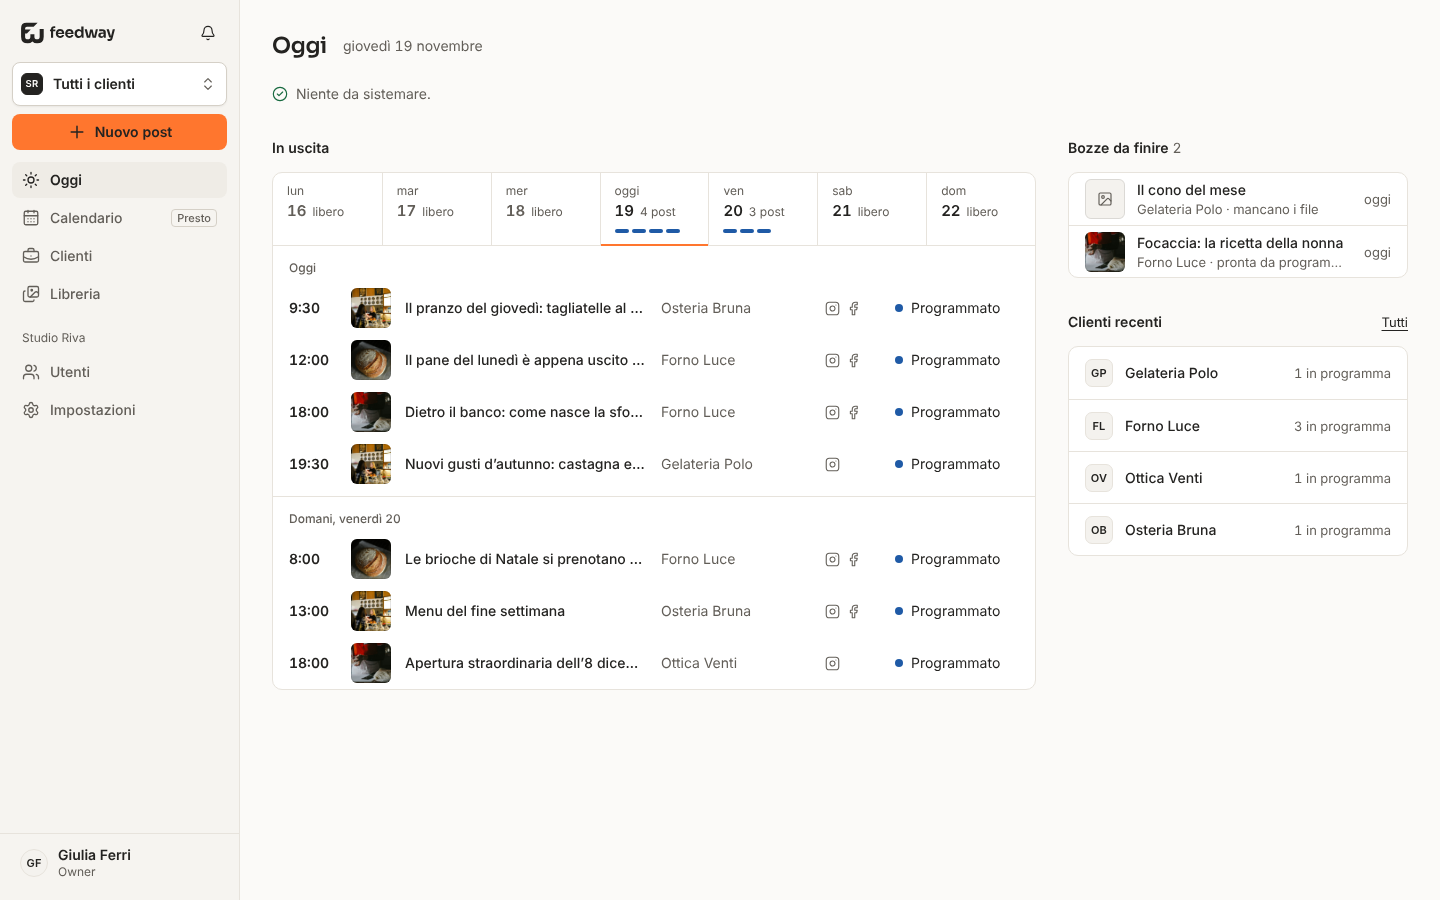 feedway
SR Tutti i clienti
Nuovo post
Oggi
Calendario Presto
Clienti
Libreria
Studio Riva
Utenti
Impostazioni
GF Giulia Ferri
Owner
Oggi giovedì 19 novembre
Niente da sistemare.
In uscita
lun
16 libero
mar
17 libero
mer
18 libero
oggi
19 4 post
ven
20 3 post
sab
21 libero
dom
22 libero
Oggi
9:30 Il pranzo del giovedì: tagliatelle al ... Osteria Bruna Programmato
12:00 Il pane del lunedì è appena uscito ... Forno Luce Programmato
18:00 Dietro il banco: come nasce la sfo... Forno Luce Programmato
19:30 Nuovi gusti d’autunno: castagna e... Gelateria Polo Programmato
Domani, venerdì 20
8:00 Le brioche di Natale si prenotano ... Forno Luce Programmato
13:00 Menu del fine settimana Osteria Bruna Programmato
18:00 Apertura straordinaria dell’8 dice... Ottica Venti Programmato
Bozze da finire 2
Il cono del mese
Gelateria Polo · mancano i file
oggi
Focaccia: la ricetta della nonna
Forno Luce · pronta da program...
oggi
Clienti recenti Tutti
GP Gelateria Polo 1 in programma
FL Forno Luce 3 in programma
OV Ottica Venti 1 in programma
OB Osteria Bruna 1 in programma